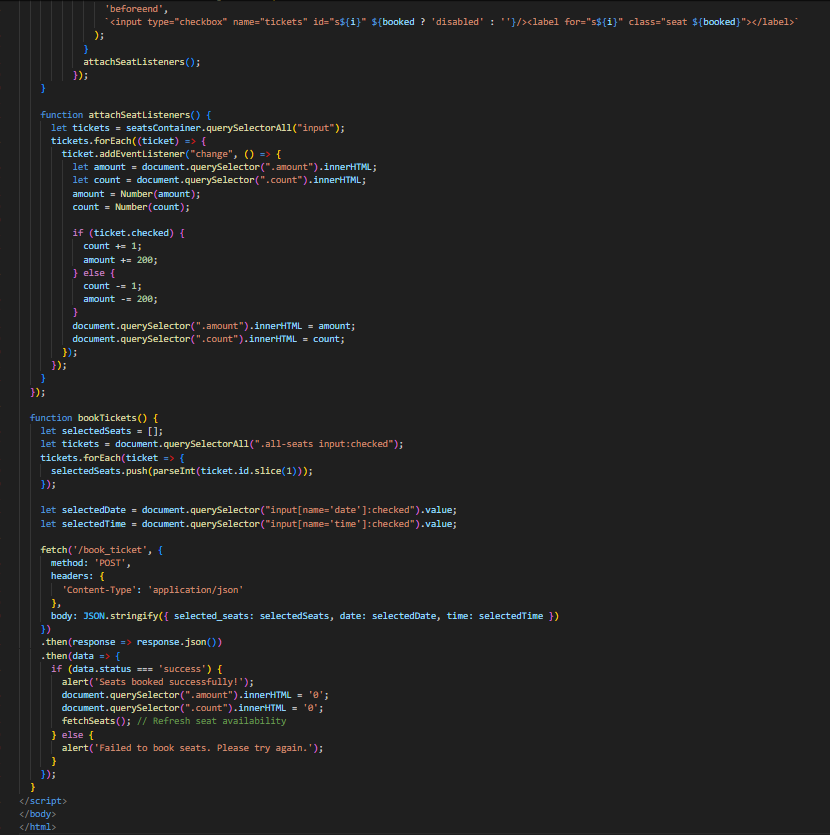 'beforeend',
`<input type="checkbox" name="tickets" id="s${i}" ${booked ? 'disabled' : ''}/><label for="s${i}" class="seat ${booked}"></label>`
);
}
attachSeatListeners();
});
}
function attachSeatListeners() {
let tickets = seatsContainer.querySelectorAll("input");
tickets.forEach((ticket) => {
ticket.addEventListener("change", () => {
let amount = document.querySelector(".amount").innerHTML;
let count = document.querySelector(".count").innerHTML;
amount = Number(amount);
count = Number(count);
if (ticket.checked) {
count += 1;
amount += 200;
} else {
count -= 1;
amount -= 200;
}
document.querySelector(".amount").innerHTML = amount;
document.querySelector(".count").innerHTML = count;
});
});
}
});
function bookTickets() {
let selectedSeats = [];
let tickets = document.querySelectorAll(".all-seats input:checked");
tickets.forEach(ticket => {
selectedSeats.push(parseInt(ticket.id.slice(1)));
});
let selectedDate = document.querySelector("input[name='date']:checked").value;
let selectedTime = document.querySelector("input[name='time']:checked").value;
fetch('/book_ticket', {
method: 'POST',
headers: {
'Content-Type': 'application/json'
},
body: JSON.stringify({ selected_seats: selectedSeats, date: selectedDate, time: selectedTime })
})
.then(response => response.json())
.then(data => {
if (data.status === 'success') {
alert('Seats booked successfully!');
document.querySelector(".amount").innerHTML = '0';
document.querySelector(".count").innerHTML = '0';
fetchSeats(); // Refresh seat availability
} else {
alert('Failed to book seats. Please try again.');
}
});
}
</script>
</body>
</html>